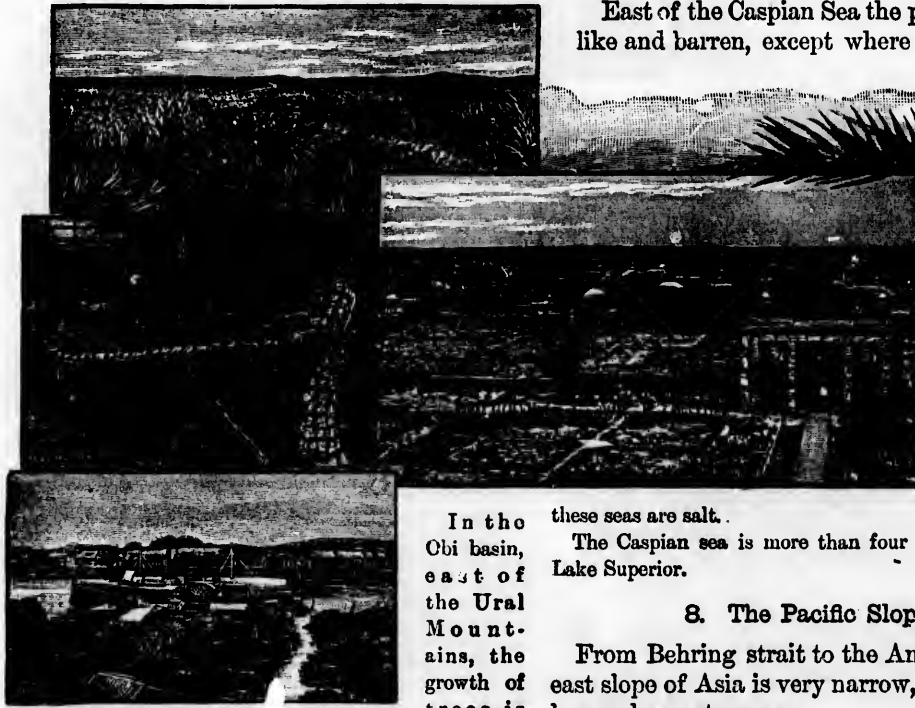 East of the Caspian Sea the
like and barren, except where
In the
Obi basin,
east of
the Ural
Mount-
ains, the
growth of
trees is
these seas are salt.
The Caspian sea is more than four
Lake Superior.
8. The Pacific Slop
From Behring strait to the
east slope of Asia is very narrow,